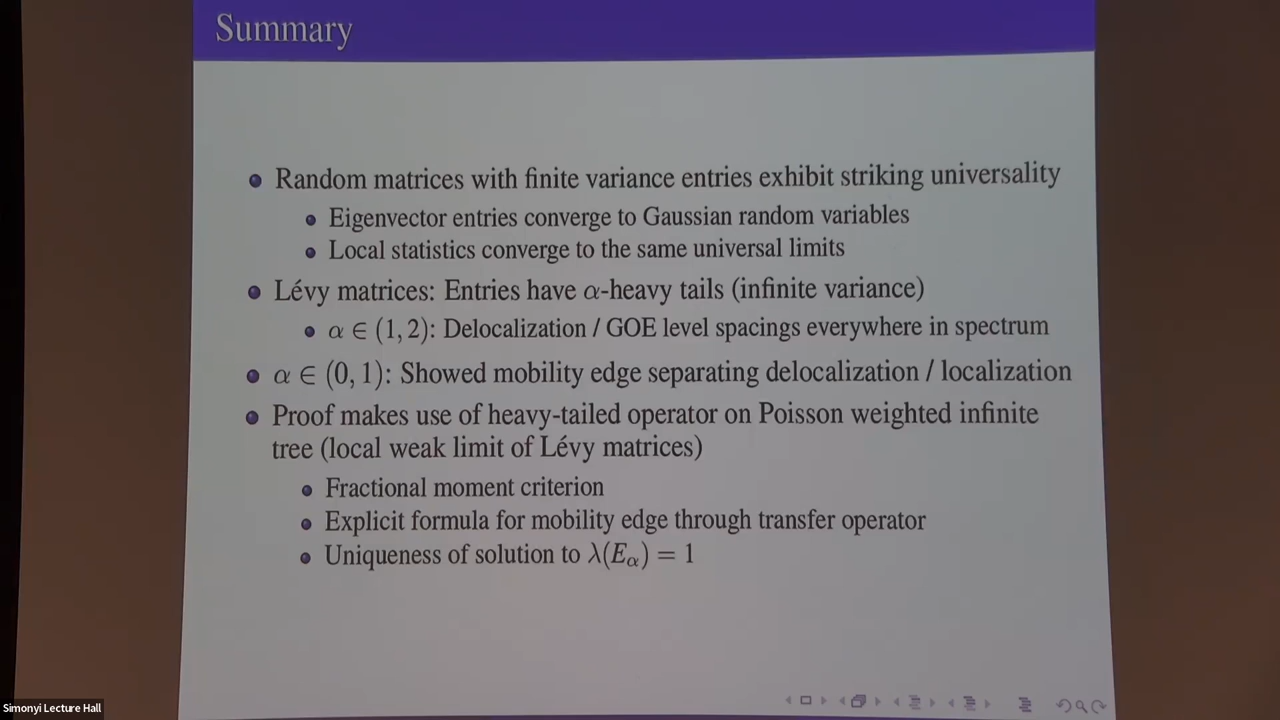 Summary
Random matrices with finite variance entries exhibit striking universality
Eigenvector entries converge to Gaussian random variables
Local statistics converge to the same universal limits
Lévy matrices: Entries have α-heavy tails (infinite variance)
α ∈ (1, 2): Delocalization / GOE level spacings everywhere in spectrum
α ∈ (0, 1): Showed mobility edge separating delocalization / localization
Proof makes use of heavy-tailed operator on Poisson weighted infinite
tree (local weak limit of Lévy matrices)
Fractional moment criterion
Explicit formula for mobility edge through transfer operator
Uniqueness of solution to λ(Eα) = 1
Simonyi Lecture Hall